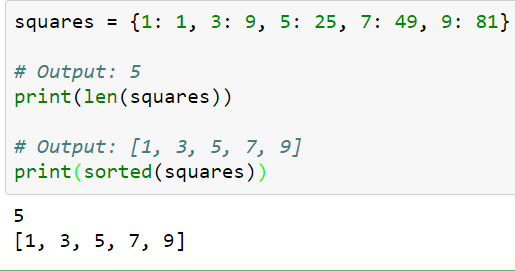 squares = {1: 1, 3: 9, 5: 25, 7: 49, 9: 81}
# Output: 5
print(len(squares))
# Output: [1, 3, 5, 7, 9]
print(sorted(squares))
5
[1, 3, 5, 7, 9]